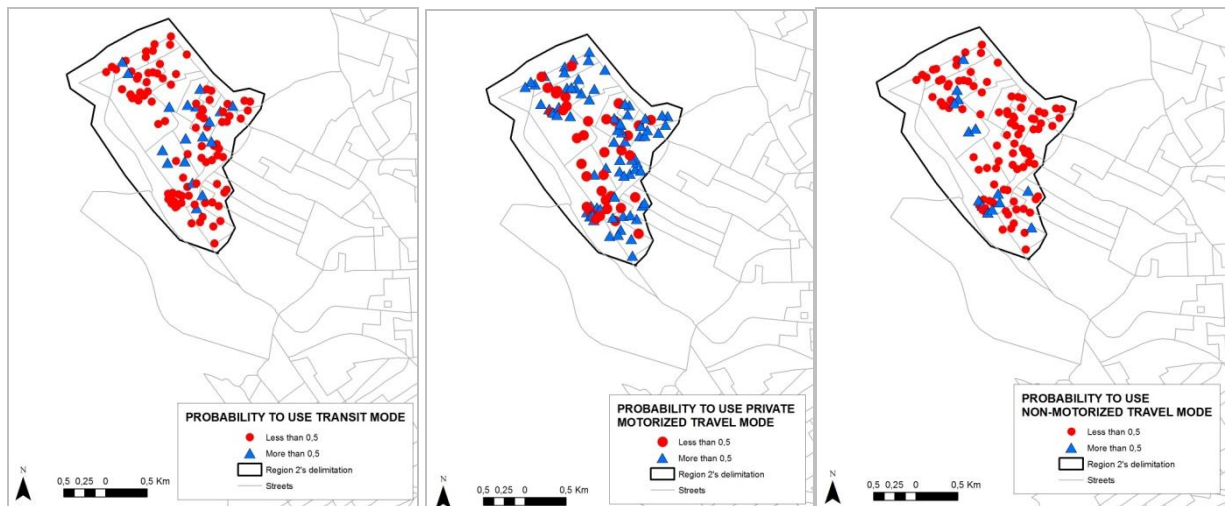 PROBABILITY TO USE TRANSIT MODE
Less than 0,5
More than 0,5
Region 2's delimitation
Streets
N
0,5 0,25 0 0,5 Km
PROBABILITY TO USE PRIVATE
MOTORIZED TRAVEL MODE
Less than 0,5
More than 0,5
Region 2's delimitation
Streets
N
0,5 0,25 0 0,5 Km
PROBABILITY TO USE
NON-MOTORIZED TRAVEL MODE
Less than 0,5
More than 0,5
Region 2's delimitation
Streets
N
0,5 0,25 0 0,5 Km